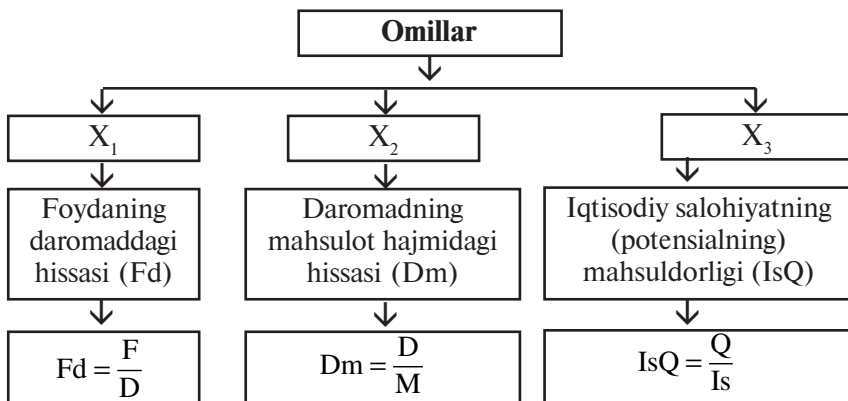 Omillar
X₁
X₂
X₃
Foydaning
daromaddagi
hissasi (Fd)
Daromadning
mahsulot hajmidagi
hissasi (Dm)
Iqtisodiy salohiyatning
(potensialning)
mahsuldorligi (IsQ)
Fd = F/D
Dm = D/M
IsQ = Q/Is